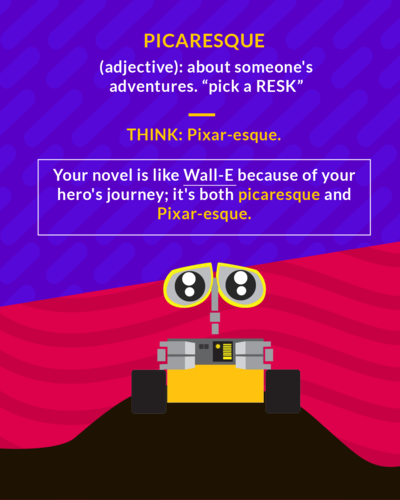 PICARESQUE
(adjective): about someone's
adventures. “pick a RESK”
THINK: Pixar-esque.
Your novel is like Wall-E because of your
hero's journey; it's both picaresque and
Pixar-esque.